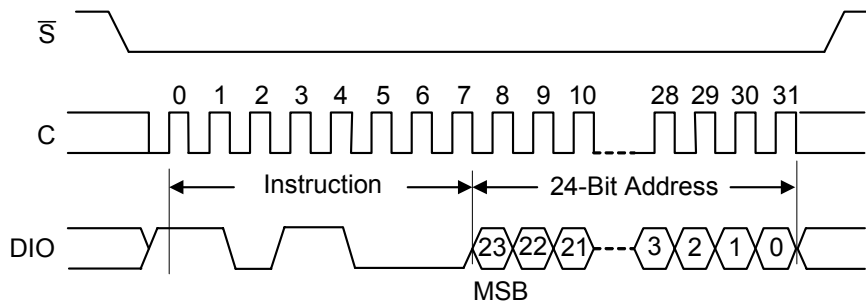 S
0 1 2 3 4 5 6 7 8 9 10 28 29 30 31
C
Instruction 24-Bit Address
DIO 23 22 21 3 2 1 0
MSB